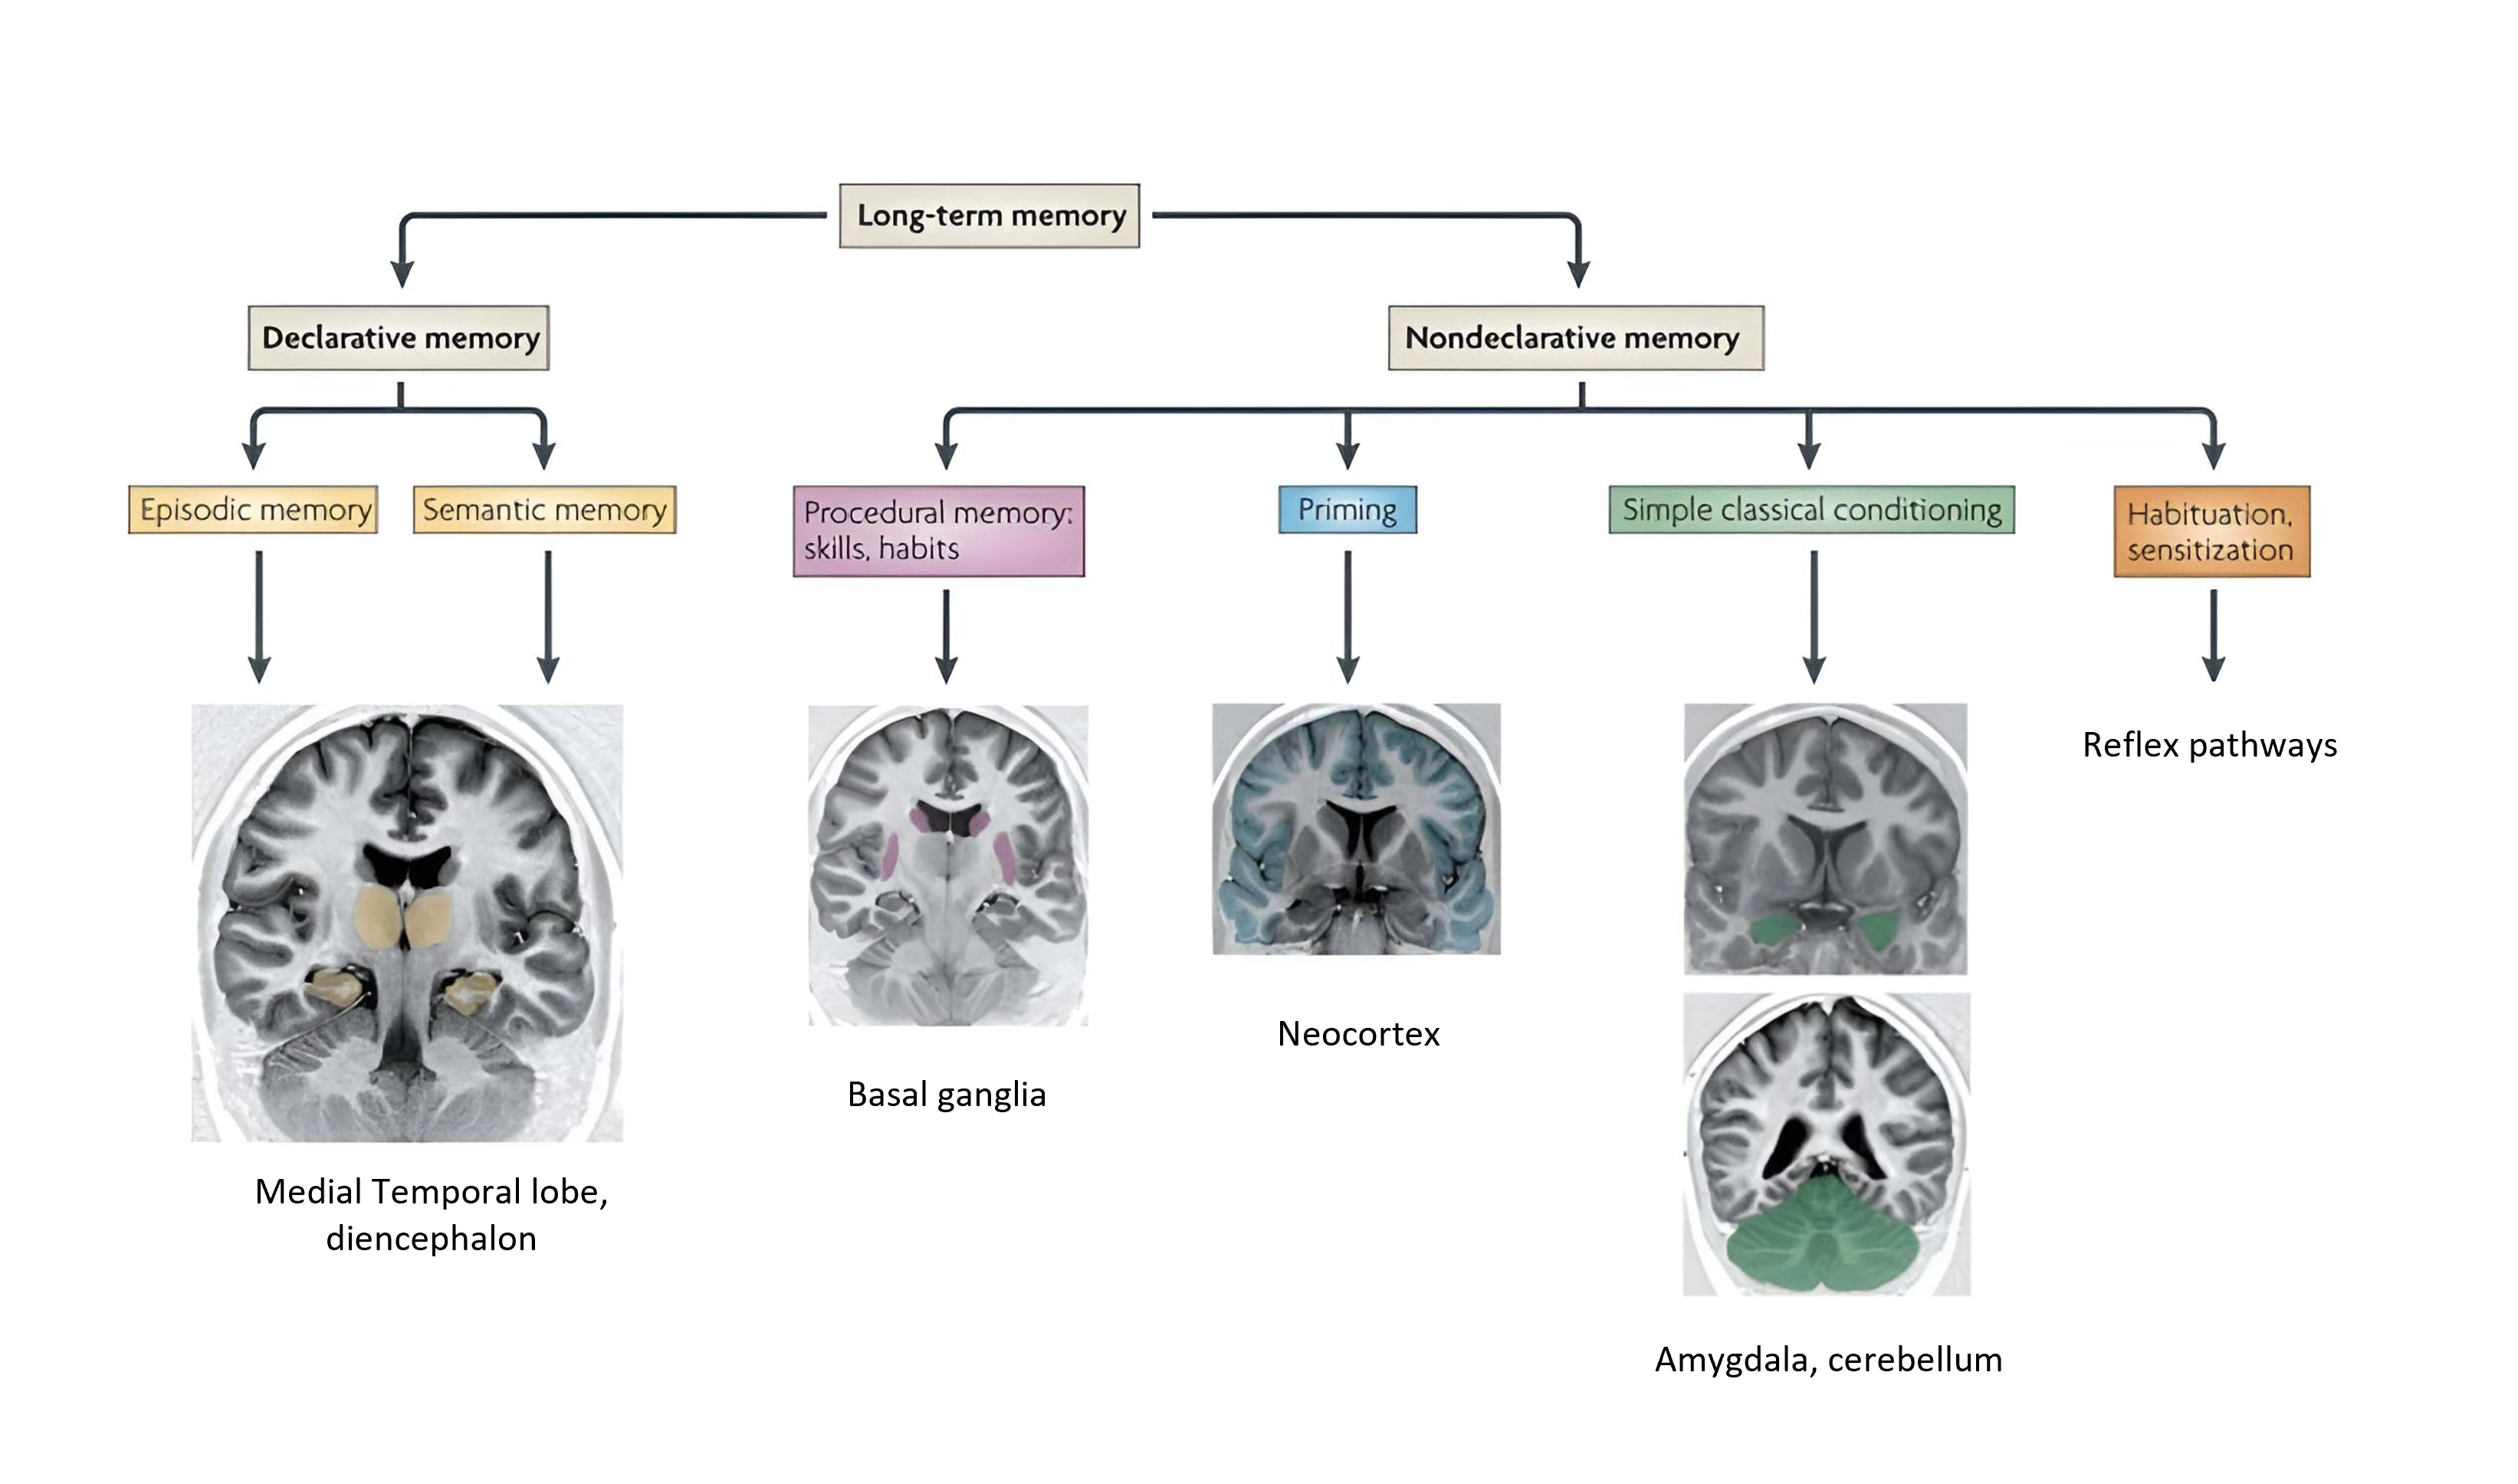 Long-term memory
Declarative memory
Nondeclarative memory
Episodic memory
Semantic memory
Procedural memory:
skills, habits
Priming
Simple classical conditioning
Habituation,
sensitization
Reflex pathways
Neocortex
Basal ganglia
Medial Temporal lobe,
diencephalon
Amygdala, cerebellum